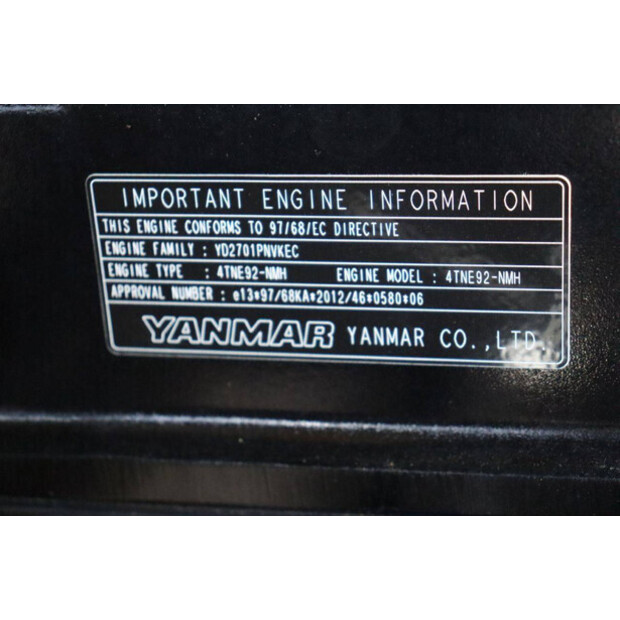 IMPORTANT ENGINE INFORMATION
THIS ENGINE CONFORMS TO 97/68/EC DIRECTIVE
ENGINE FAMILY : YD2701PNVKEC
ENGINE TYPE : 4TNE92-NMH ENGINE MODEL : 4TNE92-NMH
APPROVAL NUMBER : e13*97/68KA*2012/46*0580*06
YANMAR YANMAR CO.,LTD.